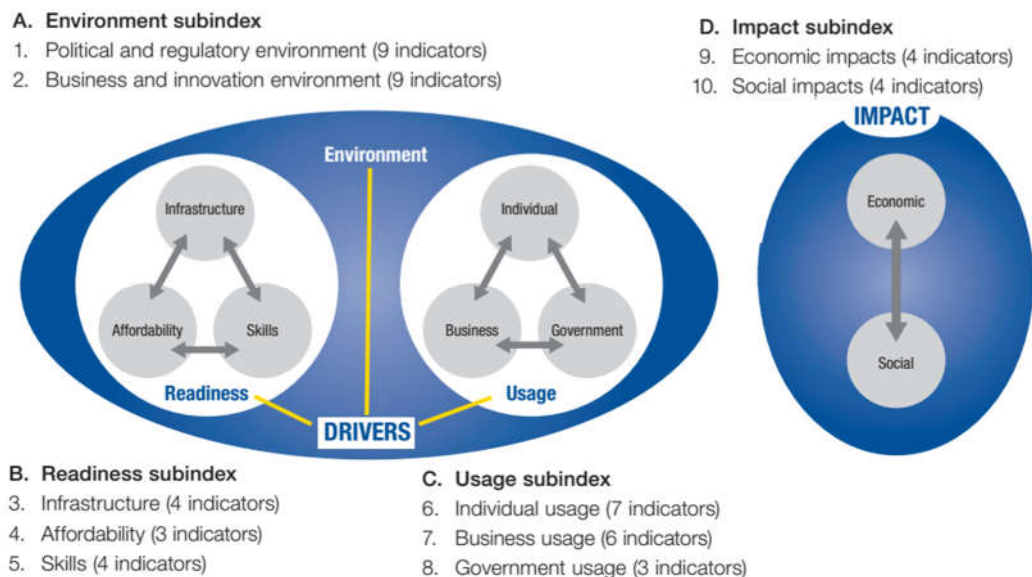 A. Environment subindex
1. Political and regulatory environment (9 indicators)
2. Business and innovation environment (9 indicators)
D. Impact subindex
9. Economic impacts (4 indicators)
10. Social impacts (4 indicators)
Environment
Infrastructure
Affordability
Skills
Readiness
Individual
Business
Government
Usage
DRIVERS
IMPACT
Economic
Social
B. Readiness subindex
3. Infrastructure (4 indicators)
4. Affordability (3 indicators)
5. Skills (4 indicators)
C. Usage subindex
6. Individual usage (7 indicators)
7. Business usage (6 indicators)
8. Government usage (3 indicators)